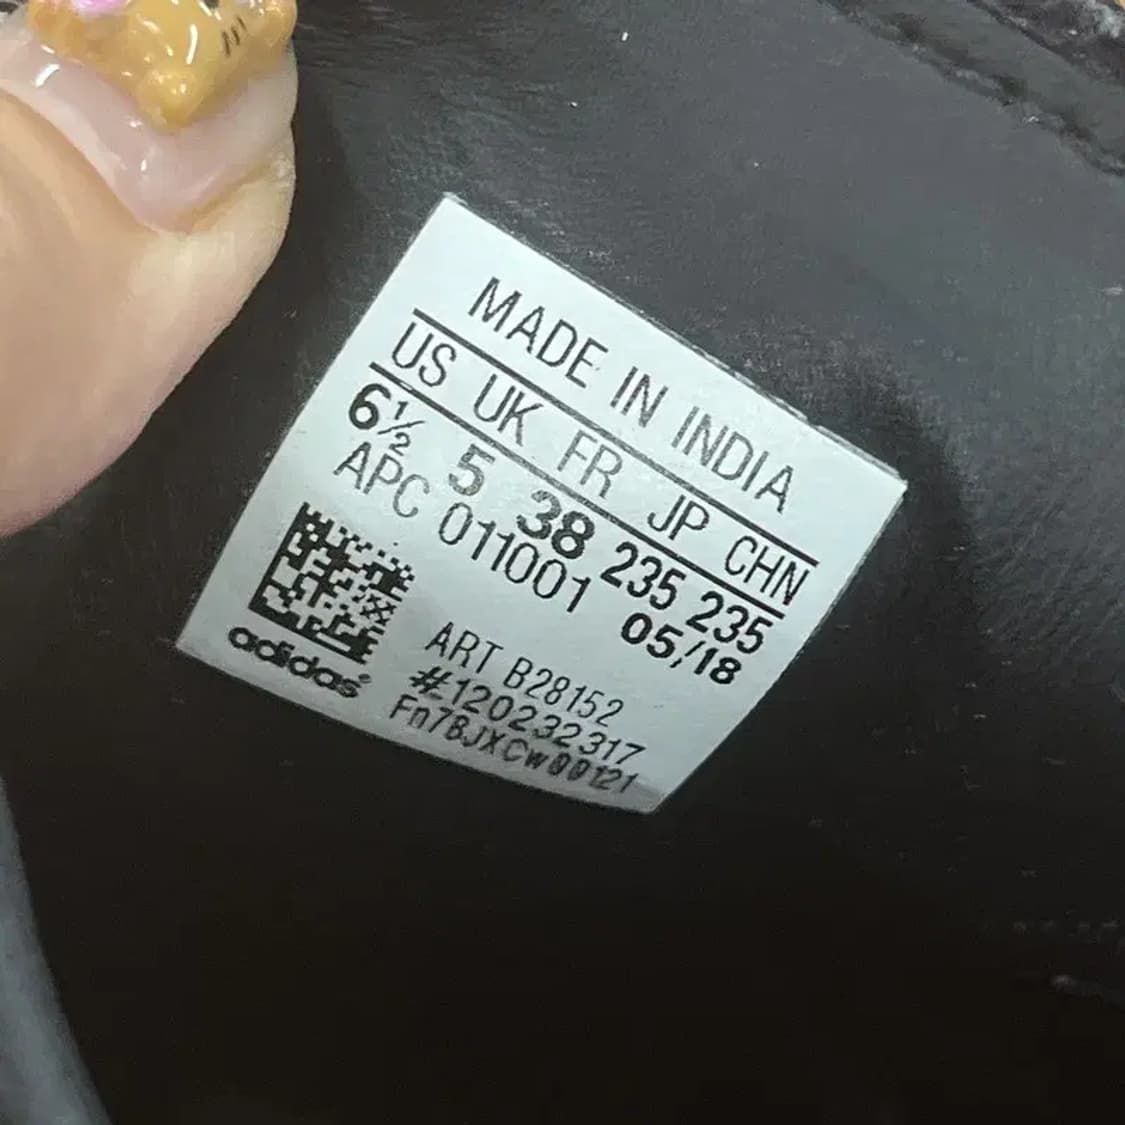 MADE IN INDIA
US UK FR JP CHN
6½ 5 38 235 235
APC 011001 05/18
ART B28152
#120232317
Fn7BJXCw00121
adidas